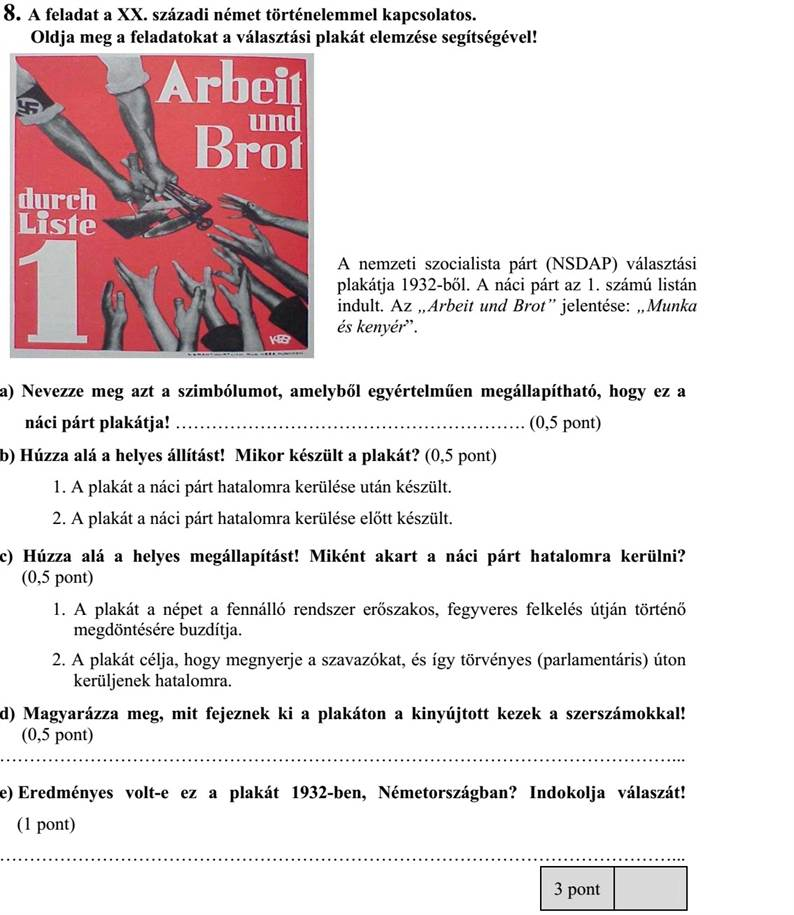 8. A feladat a XX. századi német történelemmel kapcsolatos.
Oldja meg a feladatokat a választási plakát elemzése segítségével!
Arbeit
und
Brot
durch
Liste
1
A nemzeti szocialista párt (NSDAP) választási
plakátja 1932-ből. A náci párt az 1. számú listán
indult. Az „Arbeit und Brot” jelentése: „Munka
és kenyér”.
a) Nevezze meg azt a szimbólumot, amelyből egyértelműen megállapítható, hogy ez a
náci párt plakátja! ........................................................ (0,5 pont)
b) Húzza alá a helyes állítást! Mikor készült a plakát? (0,5 pont)
1. A plakát a náci párt hatalomra kerülése után készült.
2. A plakát a náci párt hatalomra kerülése előtt készült.
c) Húzza alá a helyes megállapítást! Miként akart a náci párt hatalomra kerülni?
(0,5 pont)
1. A plakát a népet a fennálló rendszer erőszakos, fegyveres felkelés útján történő
megdöntésére buzdítja.
2. A plakát célja, hogy megnyerje a szavazókat, és így törvényes (parlamentáris) úton
kerüljenek hatalomra.
d) Magyarázza meg, mit fejeznek ki a plakáton a kinyújtott kezek a szerszámokkal!
(0,5 pont)
..............................................................................................................
e) Eredményes volt-e ez a plakát 1932-ben, Németországban? Indokolja válaszát!
(1 pont)
..............................................................................................................
3 pont